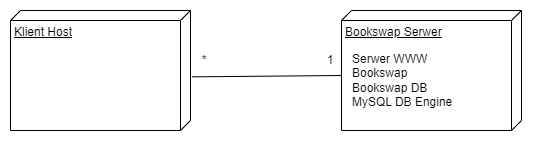 Klient Host
*
1
Bookswap Serwer
Serwer WWW
Bookswap
Bookswap DB
MySQL DB Engine